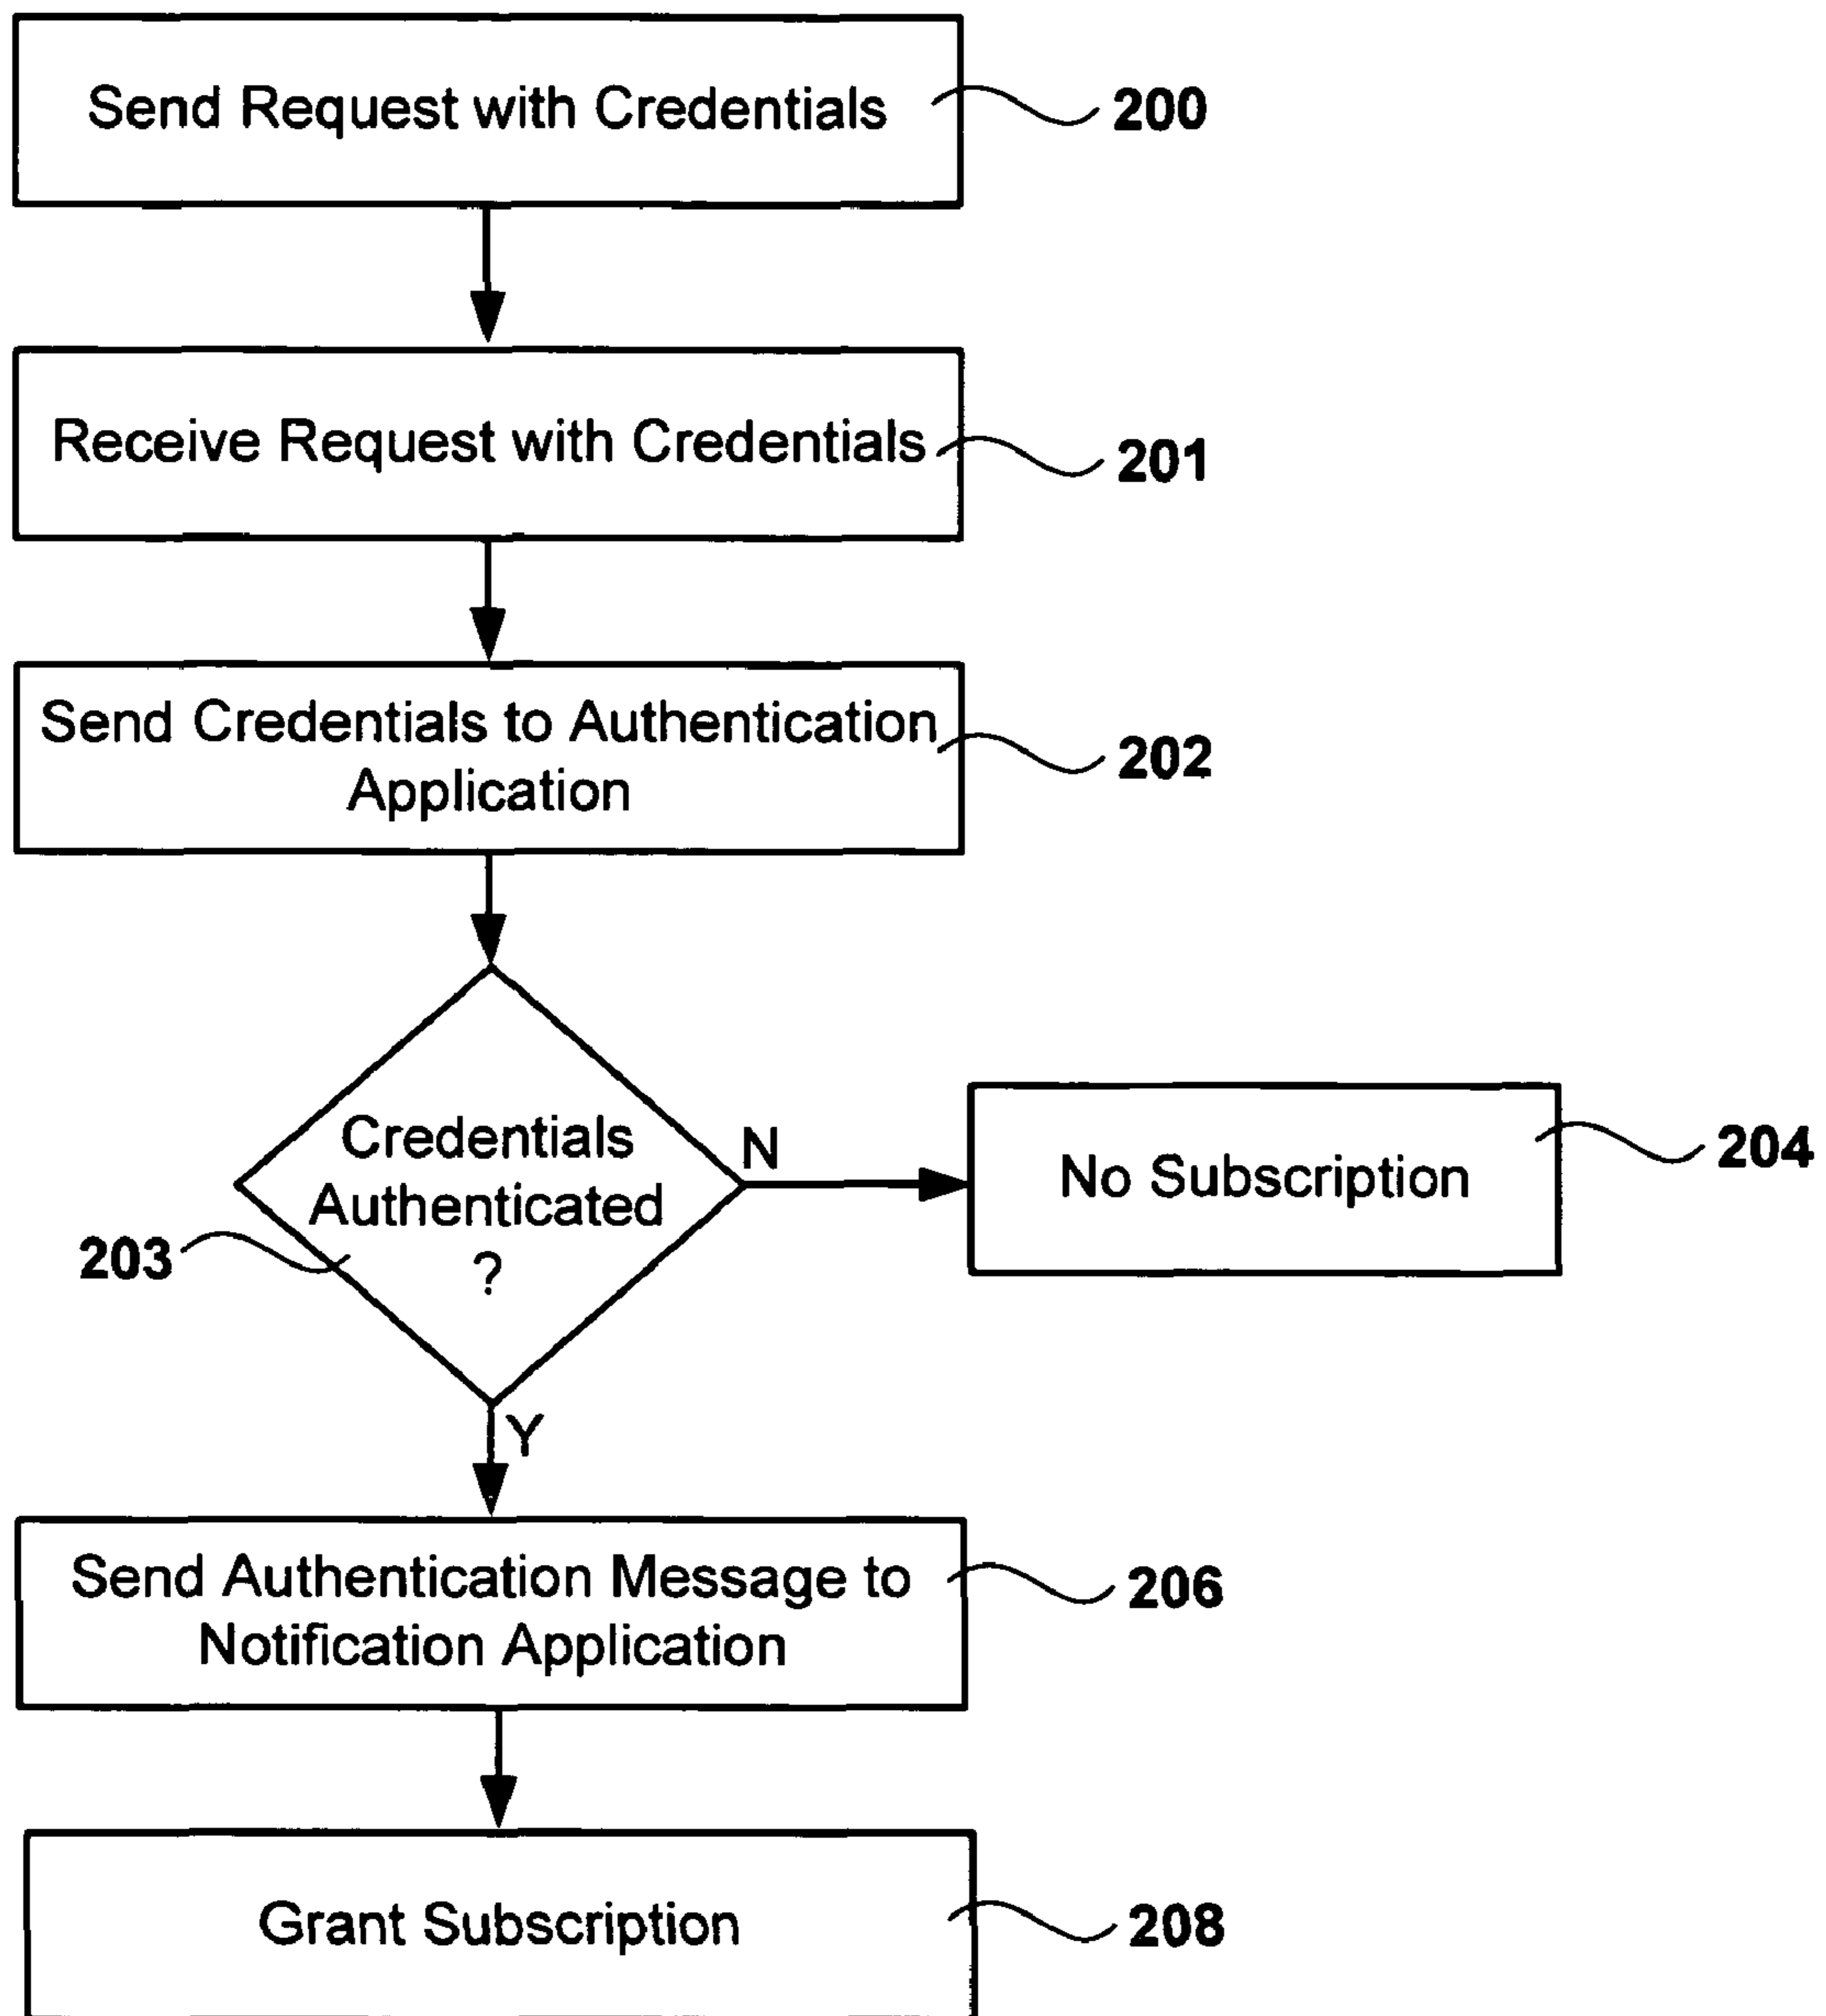 Send Request with Credentials
200
Receive Request with Credentials
201
Send Credentials to Authentication
Application
202
Credentials
Authenticated
?
203
N
No Subscription
204
Y
Send Authentication Message to
Notification Application
206
Grant Subscription
208